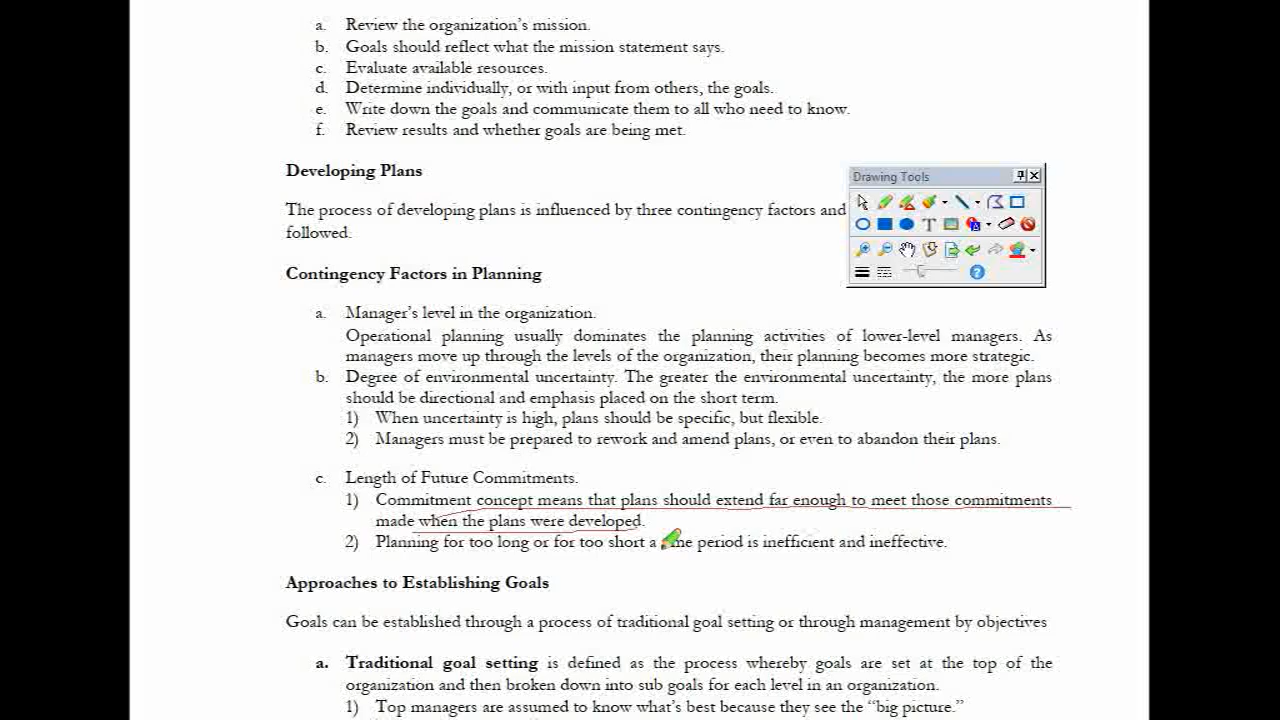 a. Review the organization's mission.
b. Goals should reflect what the mission statement says.
c. Evaluate available resources.
d. Determine individually, or with input from others, the goals.
e. Write down the goals and communicate them to all who need to know.
f. Review results and whether goals are being met.
Developing Plans
The process of developing plans is influenced by three contingency factors and
followed.
Drawing Tools
Contingency Factors in Planning
a. Manager's level in the organization.
Operational planning usually dominates the planning activities of lower-level managers. As
managers move up through the levels of the organization, their planning becomes more strategic.
b. Degree of environmental uncertainty. The greater the environmental uncertainty, the more plans
should be directional and emphasis placed on the short term.
1) When uncertainty is high, plans should be specific, but flexible.
2) Managers must be prepared to rework and amend plans, or even to abandon their plans.
c. Length of Future Commitments.
1) Commitment concept means that plans should extend far enough to meet those commitments
made when the plans were developed.
2) Planning for too long or for too short a period is inefficient and ineffective.
Approaches to Establishing Goals
Goals can be established through a process of traditional goal setting or through management by objectives
a. Traditional goal setting is defined as the process whereby goals are set at the top of the
organization and then broken down into sub goals for each level in an organization.
1) Top managers are assumed to know what's best because they see the "big picture."